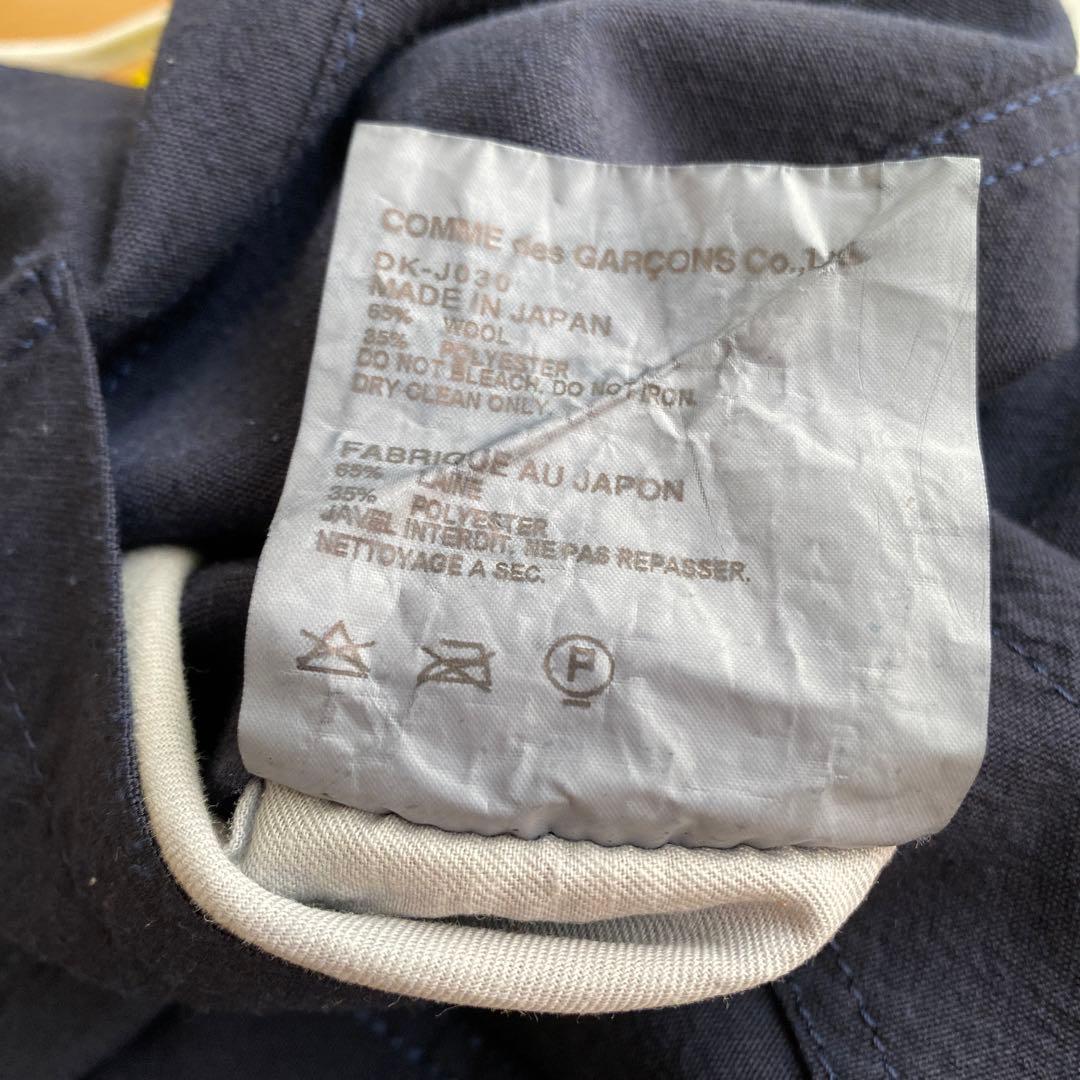 COMME des GARÇONS Co., Ltd.
DK-J030
MADE IN JAPAN
65% WOOL
35% POLYESTER
DO NOT BLEACH, DO NOT IRON.
DRY CLEAN ONLY.
FABRIQUE AU JAPON
65% LAINE
35% POLYESTER
JAVEL INTERDIT, NE PAS REPASSER.
NETTOYAGE A SEC.
P